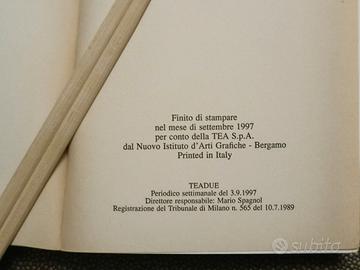 Finito di stampare
nel mese di settembre 1997
per conto della TEA S.p.A.
dal Nuovo Istituto d'Arti Grafiche - Bergamo
Printed in Italy
TEADUE
Periodico settimanale del 3.9.1997
Direttore responsabile: Mario Spagnol
Registrazione del Tribunale di Milano n. 565 del 10.7.1989
subito